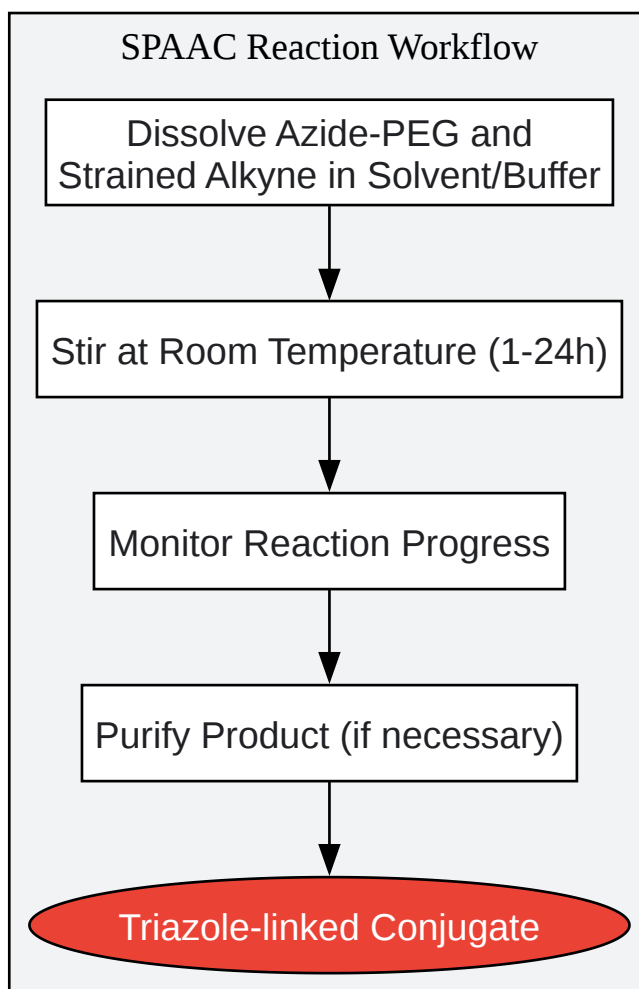 SPAAC Reaction Workflow
Dissolve Azide-PEG and
Strained Alkyne in Solvent/Buffer
Stir at Room Temperature (1-24h)
Monitor Reaction Progress
Purify Product (if necessary)
Triazole-linked Conjugate